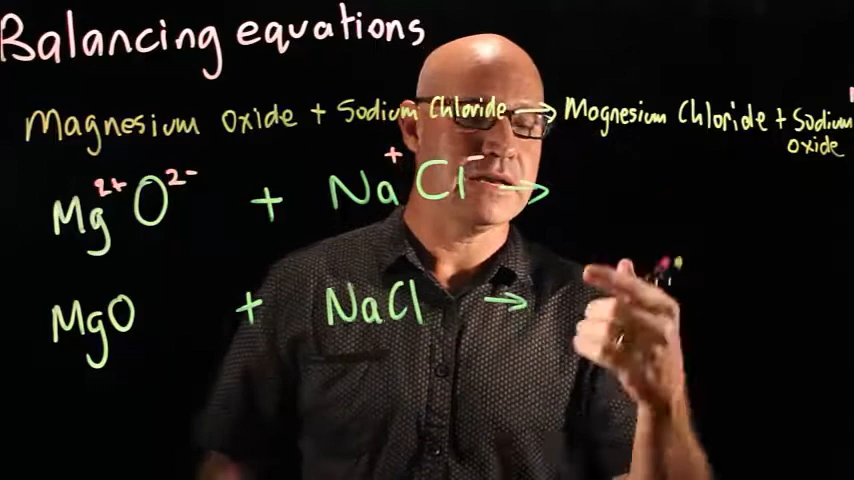 Balancing equations
Magnesium oxide + Sodium Chloride → Magnesium Chloride + Sodium oxide
Mg²⁺ O²⁻ + Na⁺ Cl⁻ →
MgO + NaCl →